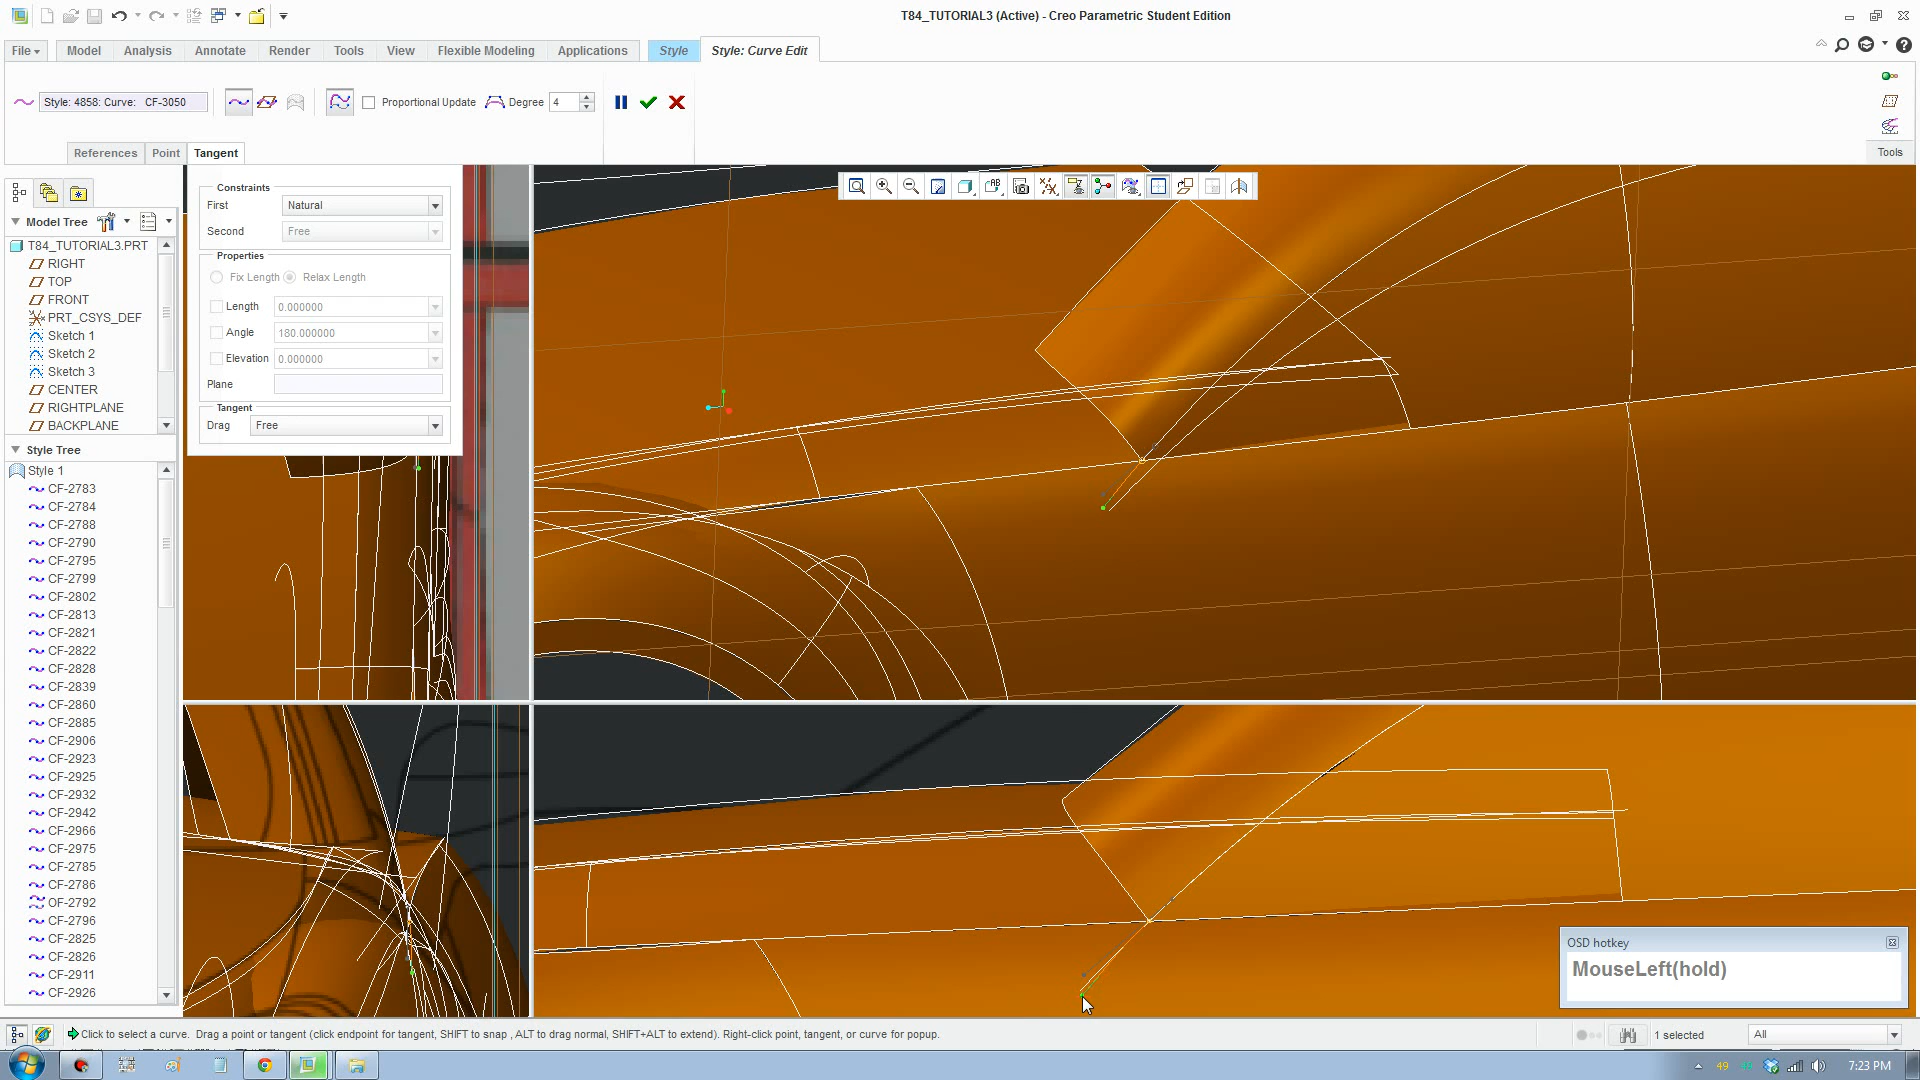 T84_TUTORIAL3 (Active) - Creo Parametric Student Edition
File Model Analysis Annotate Render Tools View Flexible Modeling Applications Style Style: Curve Edit
Style: 4858: Curve: CF-3050
Proportional Update
Degree 4
References Point Tangent
Tools
Constraints
First Natural
Second Free
Properties
Fix Length Relax Length
Length 0.000000
Angle 180.000000
Elevation 0.000000
Plane
Tangent
Drag Free
Model Tree
T84_TUTORIAL3.PRT
RIGHT
TOP
FRONT
PRT_CSYS_DEF
Sketch 1
Sketch 2
Sketch 3
CENTER
RIGHTPLANE
BACKPLANE
Style Tree
Style 1
CF-2783
CF-2784
CF-2788
CF-2790
CF-2795
CF-2799
CF-2802
CF-2813
CF-2821
CF-2822
CF-2828
CF-2839
CF-2860
CF-2885
CF-2906
CF-2923
CF-2925
CF-2932
CF-2942
CF-2966
CF-2975
CF-2785
CF-2786
OF-2792
CF-2796
CF-2825
CF-2826
CF-2911
CF-2926
OSD hotkey
MouseLeft(hold)
Click to select a curve. Drag a point or tangent (click endpoint for tangent, SHIFT to snap , ALT to drag normal, SHIFT+ALT to extend). Right-click point, tangent, or curve for popup.
1 selected
All
49
7:23 PM